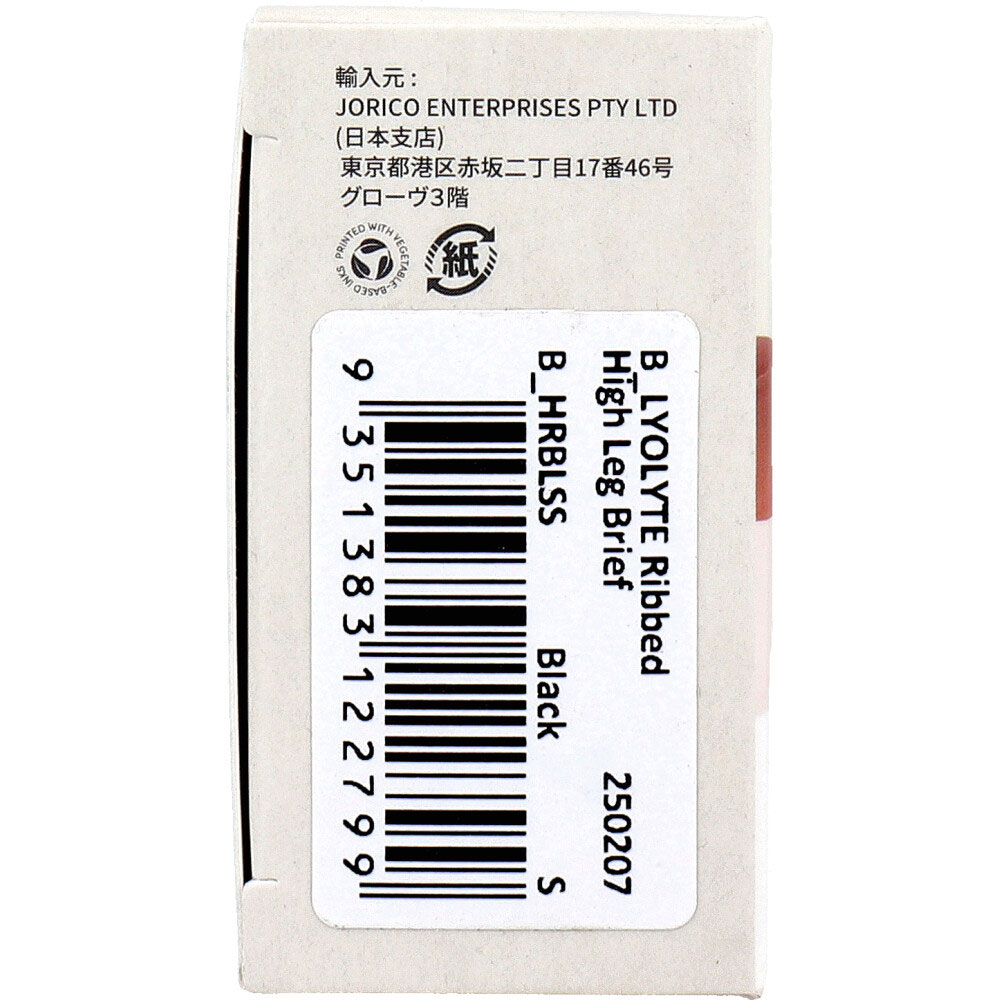 輸入元：
JORICO ENTERPRISES PTY LTD
(日本支店)
東京都港区赤坂二丁目17番46号
グローヴ3階
PRINTED WITH VEGETABLE-BASED INKS
紙
B_LYOLYTE Ribbed
High Leg Brief 250207
B_HRBLSS Black S
9 351383 122799